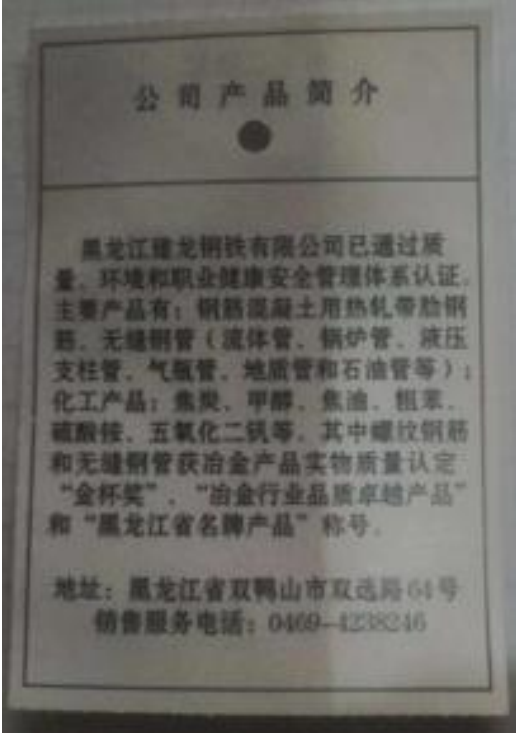 公司产品简介
黑龙江建龙钢铁有限公司已通过质
量、环境和职业健康安全管理体系认证。
主要产品有：钢筋混凝土用热轧带肋钢
筋、无缝钢管（流体管、锅炉管、液压
支柱管、气瓶管、地质管和石油管等）；
化工产品：焦炭、甲醇、焦油、粗苯、
硫酸铵、五氧化二钒等。其中螺纹钢筋
和无缝钢管获冶金产品实物质量认定
“金杯奖”、“冶金行业品质卓越产品”
和“黑龙江省名牌产品”称号。
地址：黑龙江省双鸭山市双选路64号
销售服务电话：0469-4238246